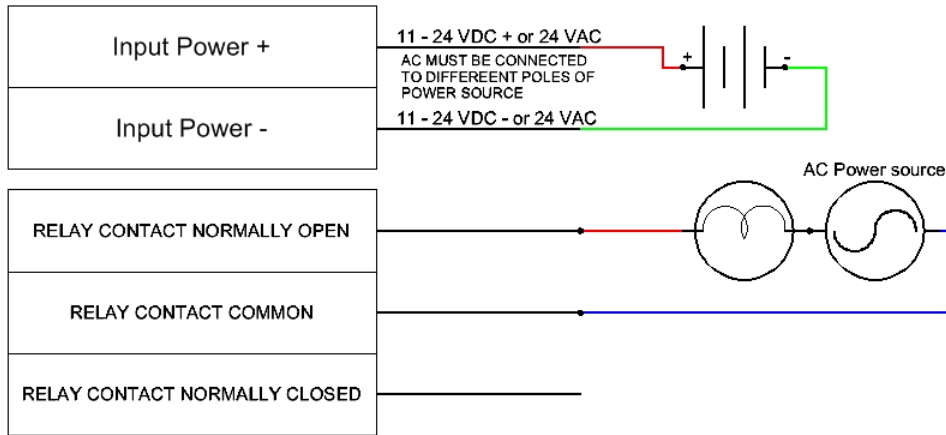 Input Power +
11 - 24 VDC + or 24 VAC
AC MUST BE CONNECTED
TO DIFFEREENT POLES OF
POWER SOURCE
+
-
Input Power -
11 - 24 VDC - or 24 VAC
AC Power source
RELAY CONTACT NORMALLY OPEN
RELAY CONTACT COMMON
RELAY CONTACT NORMALLY CLOSED